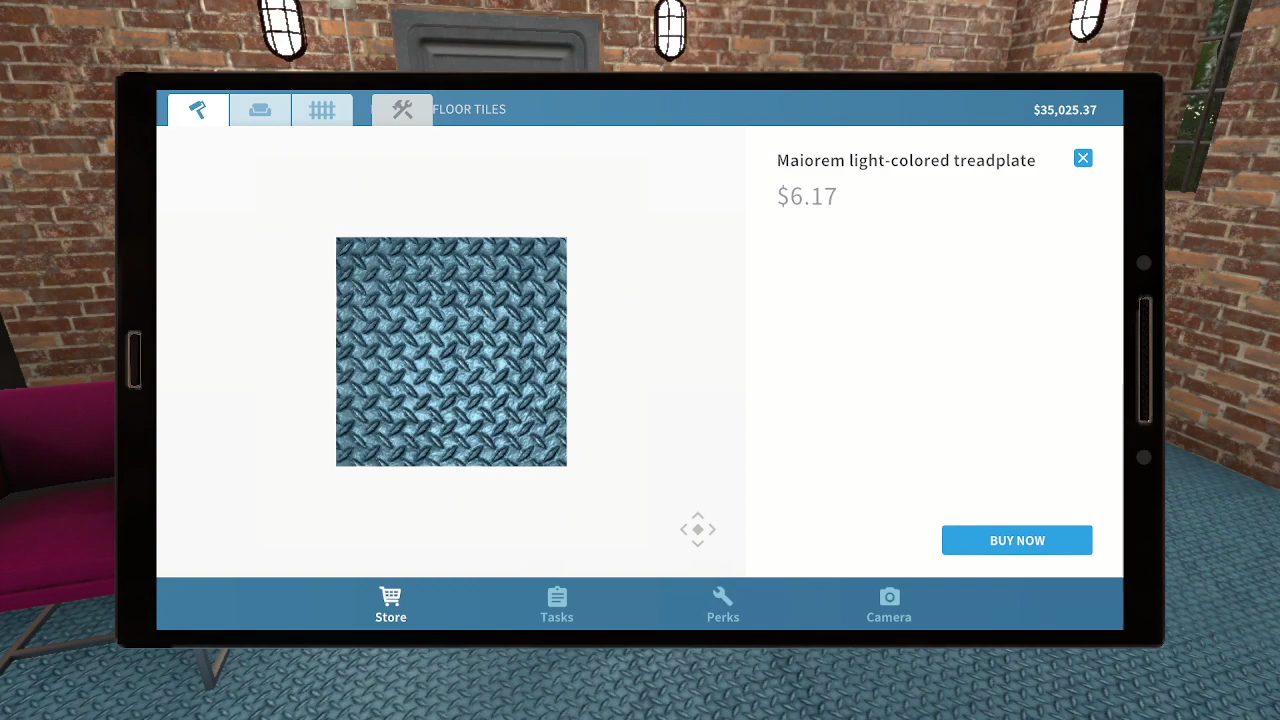 FLOOR TILES
$35,025.37
Maiorem light-colored treadplate
$6.17
BUY NOW
Store
Tasks
Perks
Camera